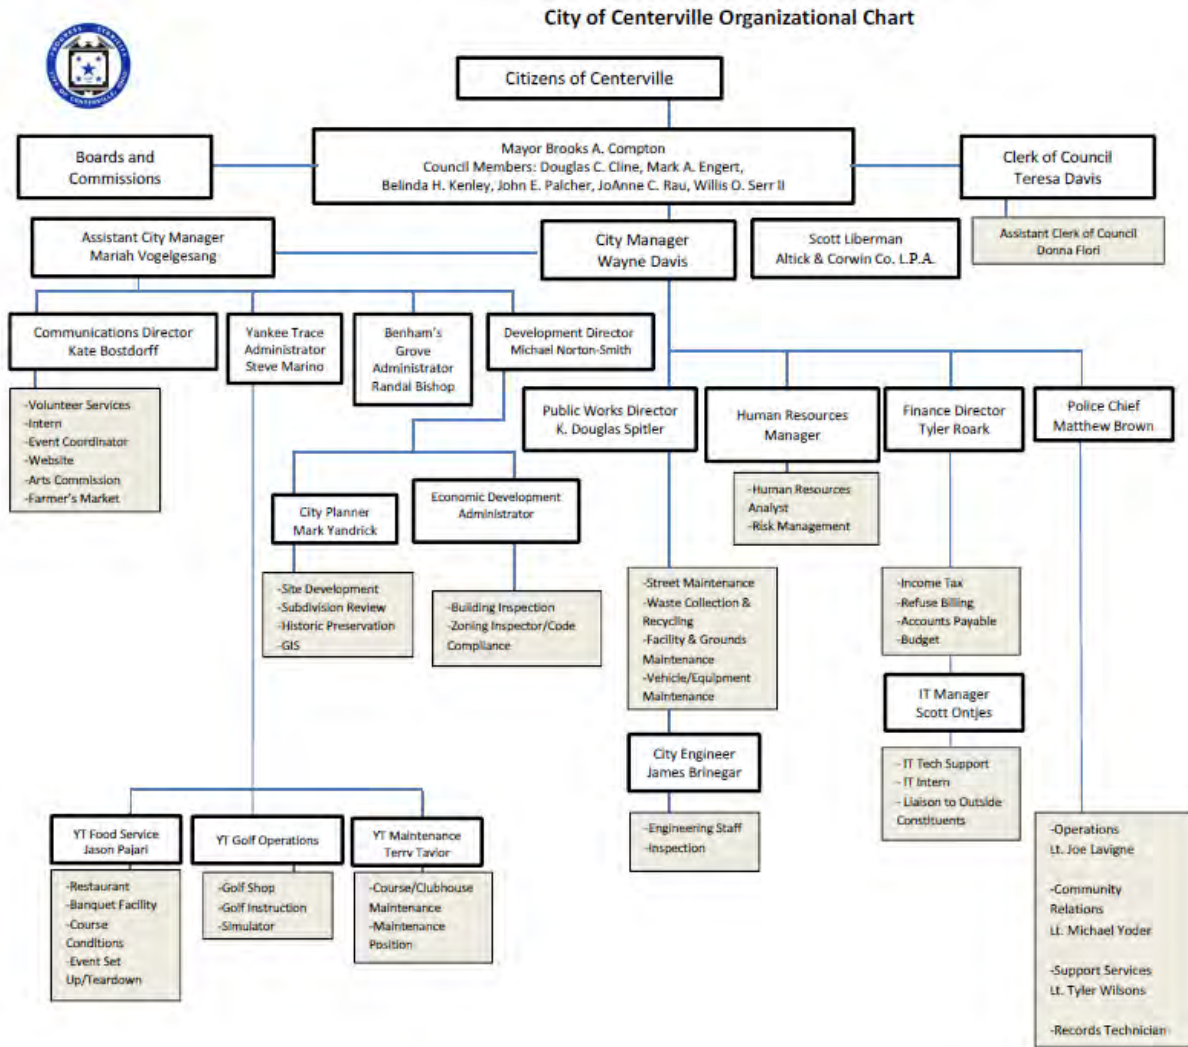 City of Centerville Organizational Chart
Citizens of Centerville
Boards and
Commissions
Mayor Brooks A. Compton
Council Members: Douglas C. Cline, Mark A. Engert,
Belinda H. Kenley, John E. Palcher, JoAnne C. Rau, Willis O. Serr II
Clerk of Council
Teresa Davis
Assistant Clerk of Council
Donna Fiori
Assistant City Manager
Mariah Vogelgesang
City Manager
Wayne Davis
Scott Liberman
Altick & Corwin Co. L.P.A.
Communications Director
Kate Bostdorff
Yankee Trace
Administrator
Steve Marino
Benham's
Grove
Administrator
Randal Bishop
Development Director
Michael Norton-Smith
-Volunteer Services
-Intern
-Event Coordinator
-Website
-Arts Commission
-Farmer's Market
Public Works Director
K. Douglas Spitler
Human Resources
Manager
Finance Director
Tyler Roark
Police Chief
Matthew Brown
City Planner
Mark Yandrick
Economic Development
Administrator
-Human Resources
Analyst
-Risk Management
-Site Development
-Subdivision Review
-Historic Preservation
-GIS
-Building Inspection
-Zoning Inspector/Code
Compliance
-Street Maintenance
-Waste Collection &
Recycling
-Facility & Grounds
Maintenance
-Vehicle/Equipment
Maintenance
-Income Tax
-Refuse Billing
-Accounts Payable
-Budget
IT Manager
Scott Ontjes
City Engineer
James Brinegar
- IT Tech Support
- IT Intern
- Liaison to Outside
Constituents
-Engineering Staff
-Inspection
YT Food Service
Jason Pajari
YT Golf Operations
YT Maintenance
Terry Taylor
-Restaurant
-Banquet Facility
-Course
Conditions
-Event Set
Up/Teardown
-Golf Shop
-Golf Instruction
-Simulator
-Course/Clubhouse
Maintenance
-Maintenance
Position
-Operations
Lt. Joe Lavigne
-Community
Relations
Lt. Michael Yoder
-Support Services
Lt. Tyler Wilsons
-Records Technician